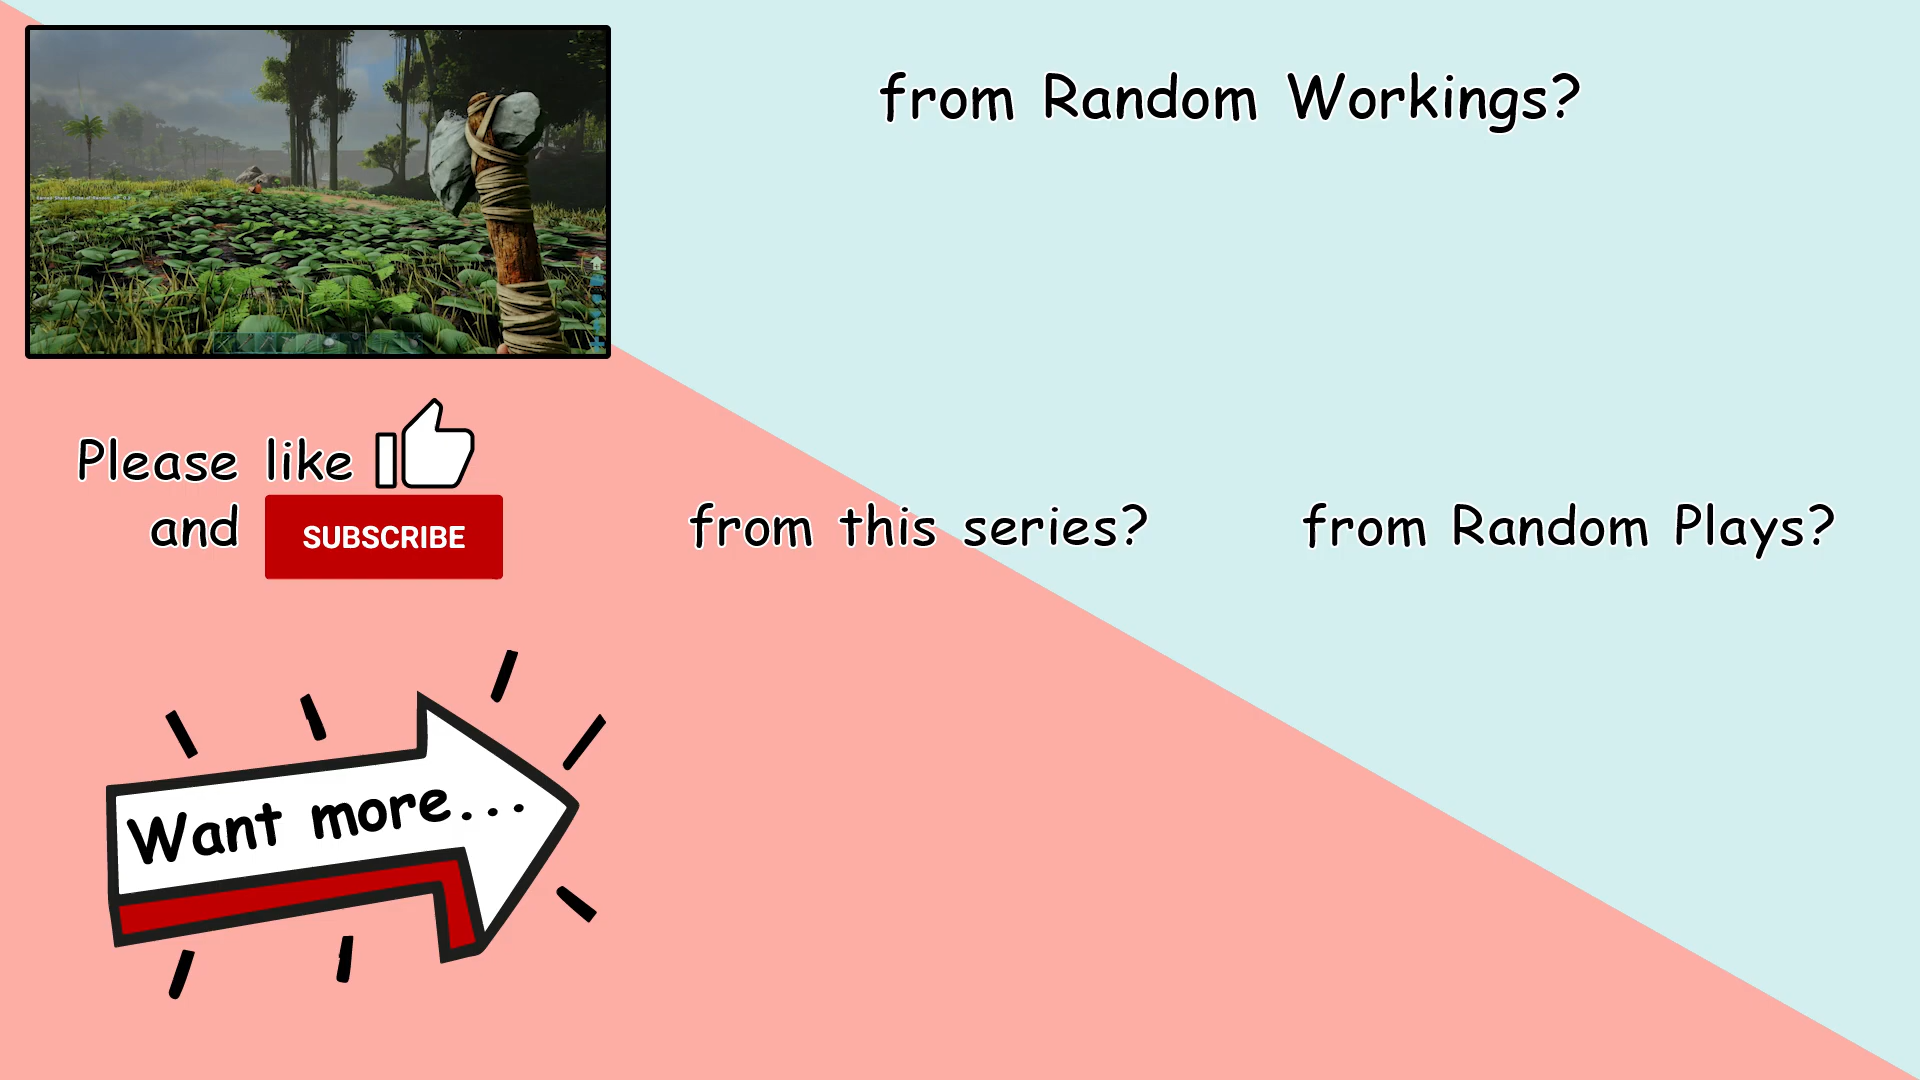 from Random Workings?
Please like
and SUBSCRIBE
from this series?
from Random Plays?
Want more...